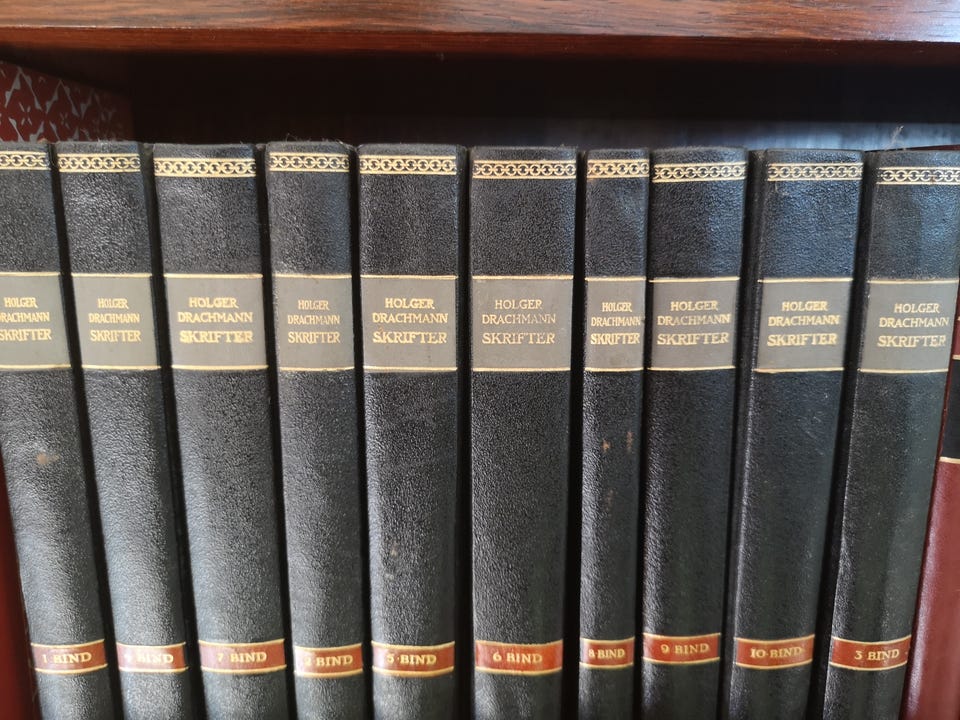 HOLGER
DRACHMANN
SKRIFTER
1·BIND
HOLGER
DRACHMANN
SKRIFTER
4·BIND
HOLGER
DRACHMANN
SKRIFTER
7·BIND
HOLGER
DRACHMANN
SKRIFTER
2·BIND
HOLGER
DRACHMANN
SKRIFTER
5·BIND
HOLGER
DRACHMANN
SKRIFTER
6·BIND
HOLGER
DRACHMANN
SKRIFTER
8·BIND
HOLGER
DRACHMANN
SKRIFTER
9·BIND
HOLGER
DRACHMANN
SKRIFTER
10·BIND
HOLGER
DRACHMANN
SKRIFTER
3·BIND